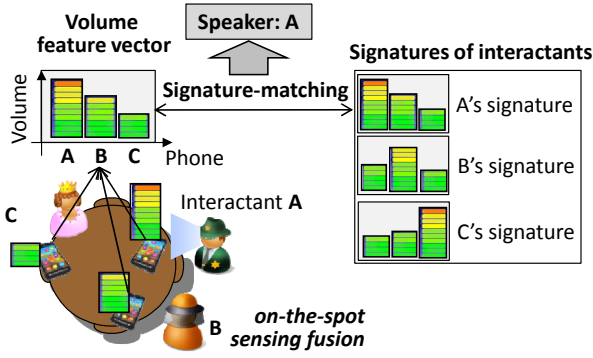 Volume
feature vector
Speaker: A
Signatures of interactants
Signature-matching
Volume
A B C
Phone
A's signature
B's signature
C's signature
C
Interactant A
B
on-the-spot
sensing fusion